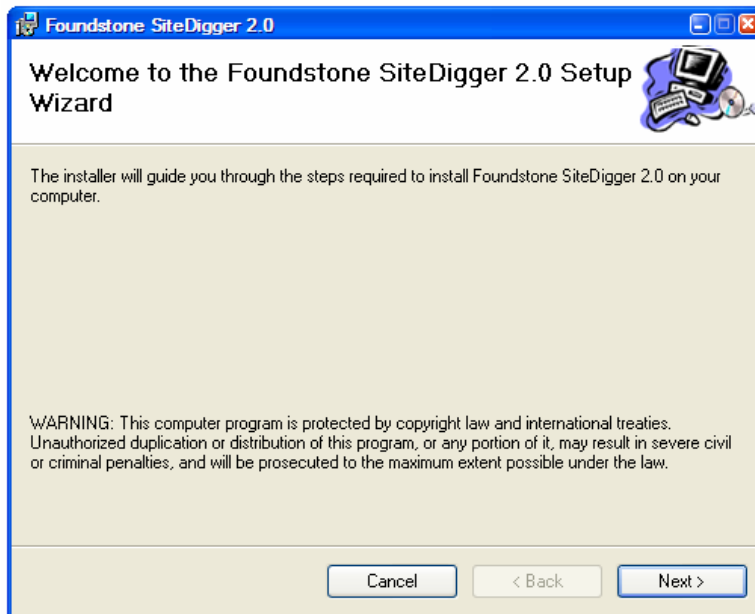 Foundstone SiteDigger 2.0
Welcome to the Foundstone SiteDigger 2.0 Setup
Wizard
The installer will guide you through the steps required to install Foundstone SiteDigger 2.0 on your
computer.
WARNING: This computer program is protected by copyright law and international treaties.
Unauthorized duplication or distribution of this program, or any portion of it, may result in severe civil
or criminal penalties, and will be prosecuted to the maximum extent possible under the law.
Cancel
< Back
Next >